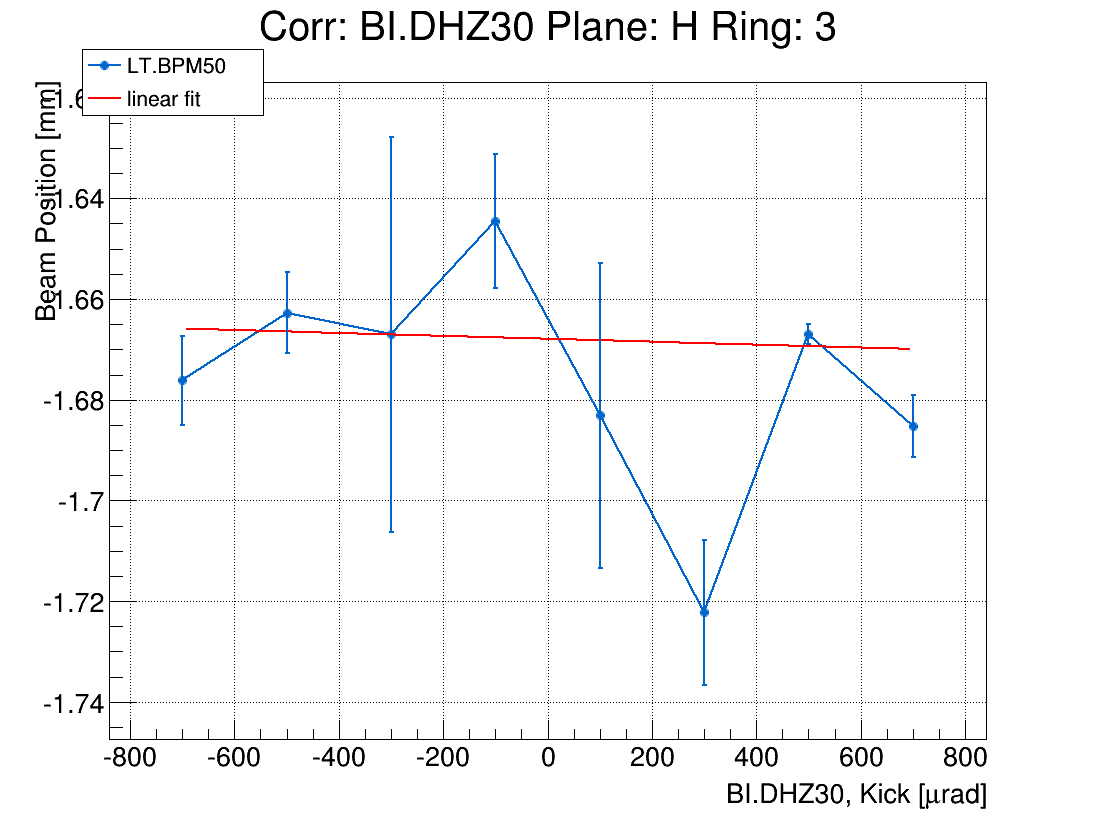 Corr: BI.DHZ30 Plane: H Ring: 3
LT.BPM50
linear fit
Beam Position [mm]
-1.64
-1.66
-1.68
-1.7
-1.72
-1.74
-800 -600 -400 -200 0 200 400 600 800
BI.DHZ30, Kick [μrad]